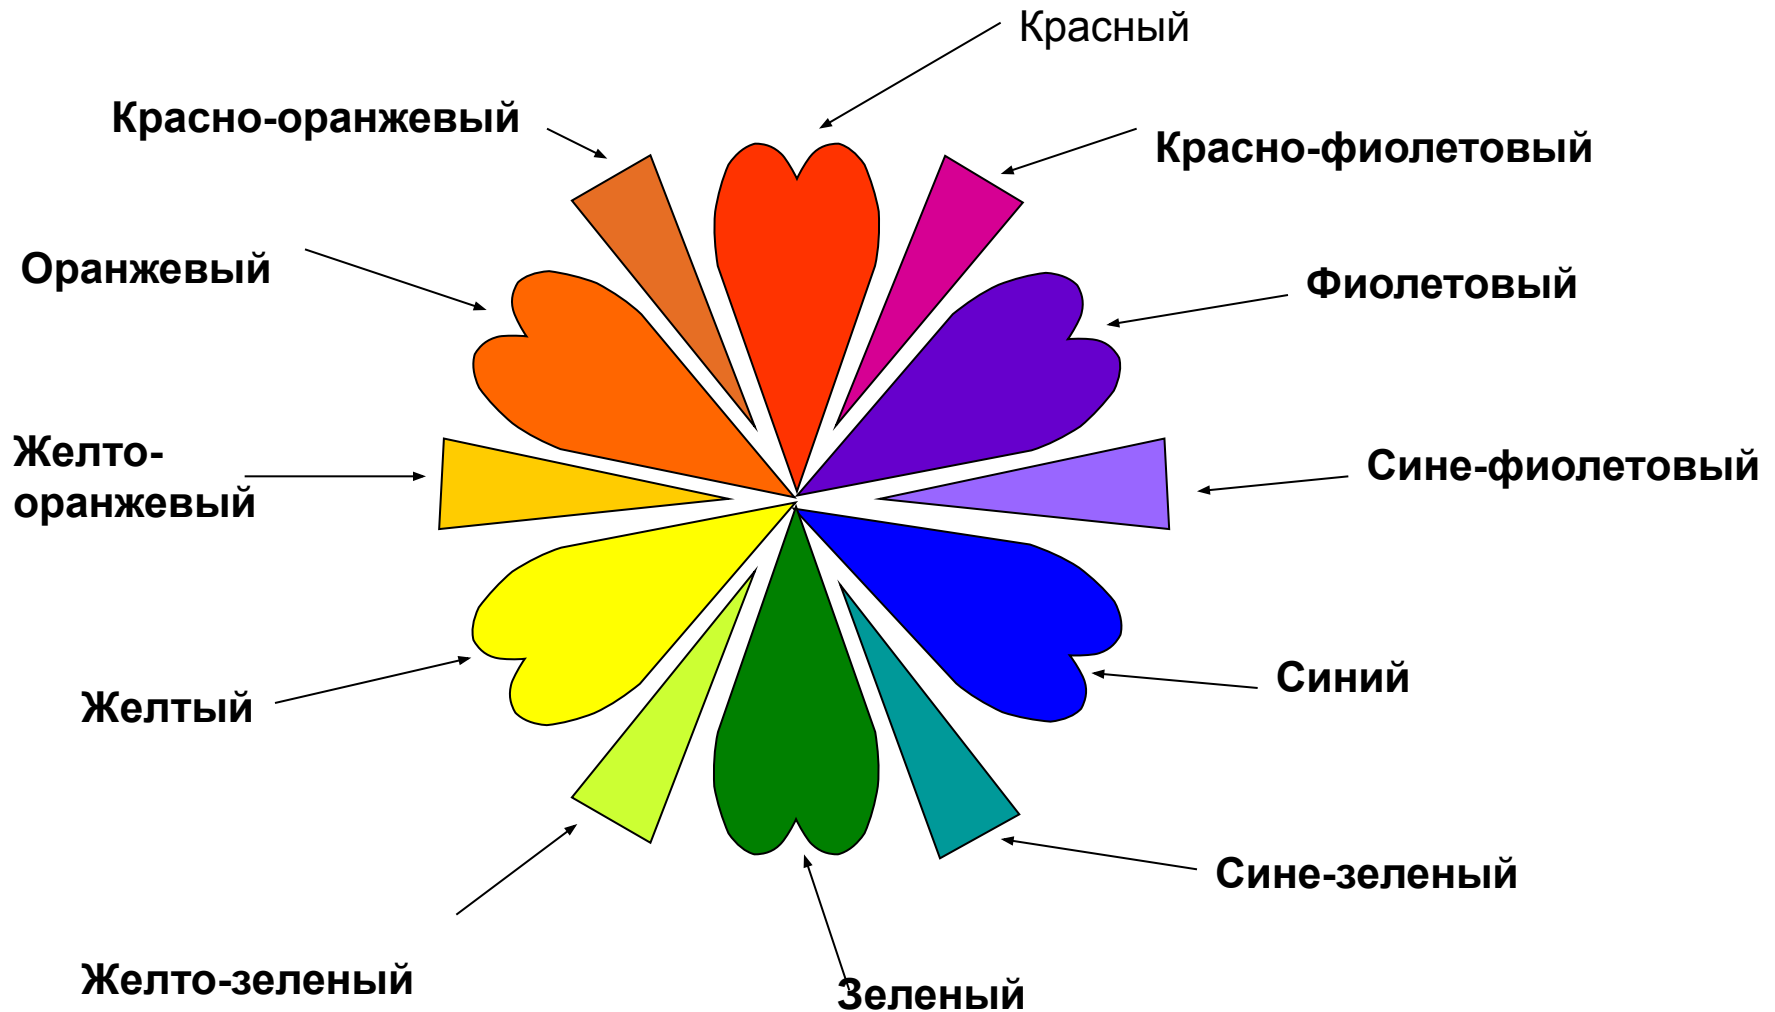 Красный
Красно-оранжевый
Красно-фиолетовый
Оранжевый
Фиолетовый
Желто-
оранжевый
Сине-фиолетовый
Желтый
Синий
Сине-зеленый
Желто-зеленый
Зеленый